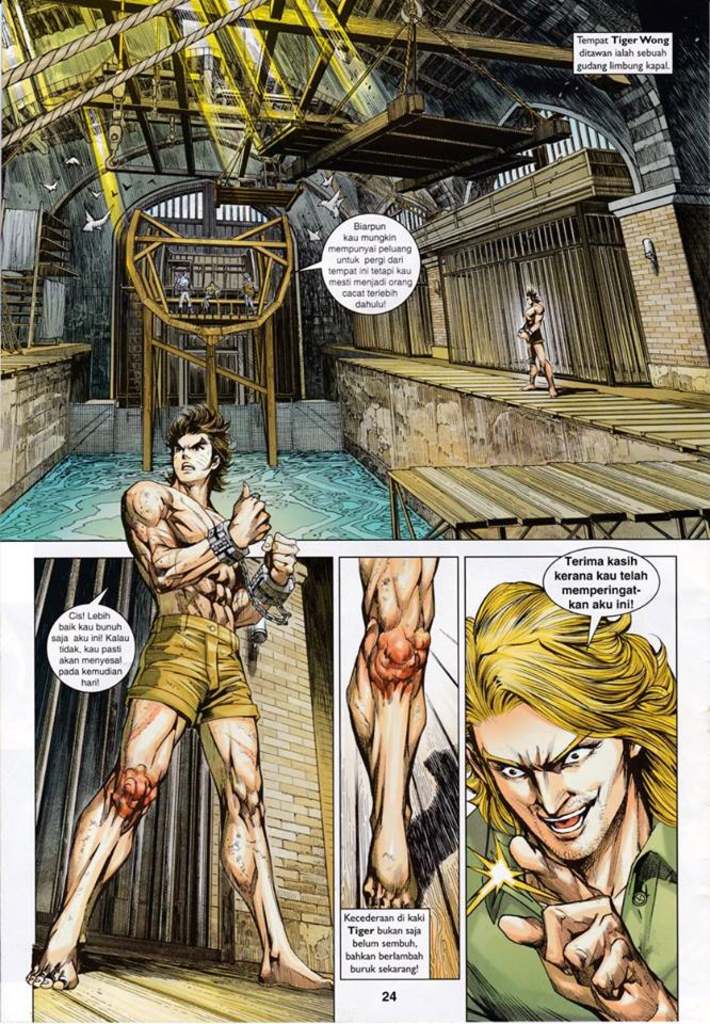 Tempat Tiger Wong
ditawan ialah sebuah
gudang limbung kapal.
Biarpun
kau mungkin
mempunyai peluang
untuk pergi dari
tempat ini tetapi kau
mesti menjadi orang
cacat terlebih
dahulu!
Cis! Lebih
baik kau bunuh
saja aku ini! Kalau
tidak, kau pasti
akan menyesal
pada kemudian
hari!
Kecederaan di kaki
Tiger bukan saja
belum sembuh,
bahkan berlambah
buruk sekarang!
Terima kasih
kerana kau telah
memperingat-
kan aku ini!
24